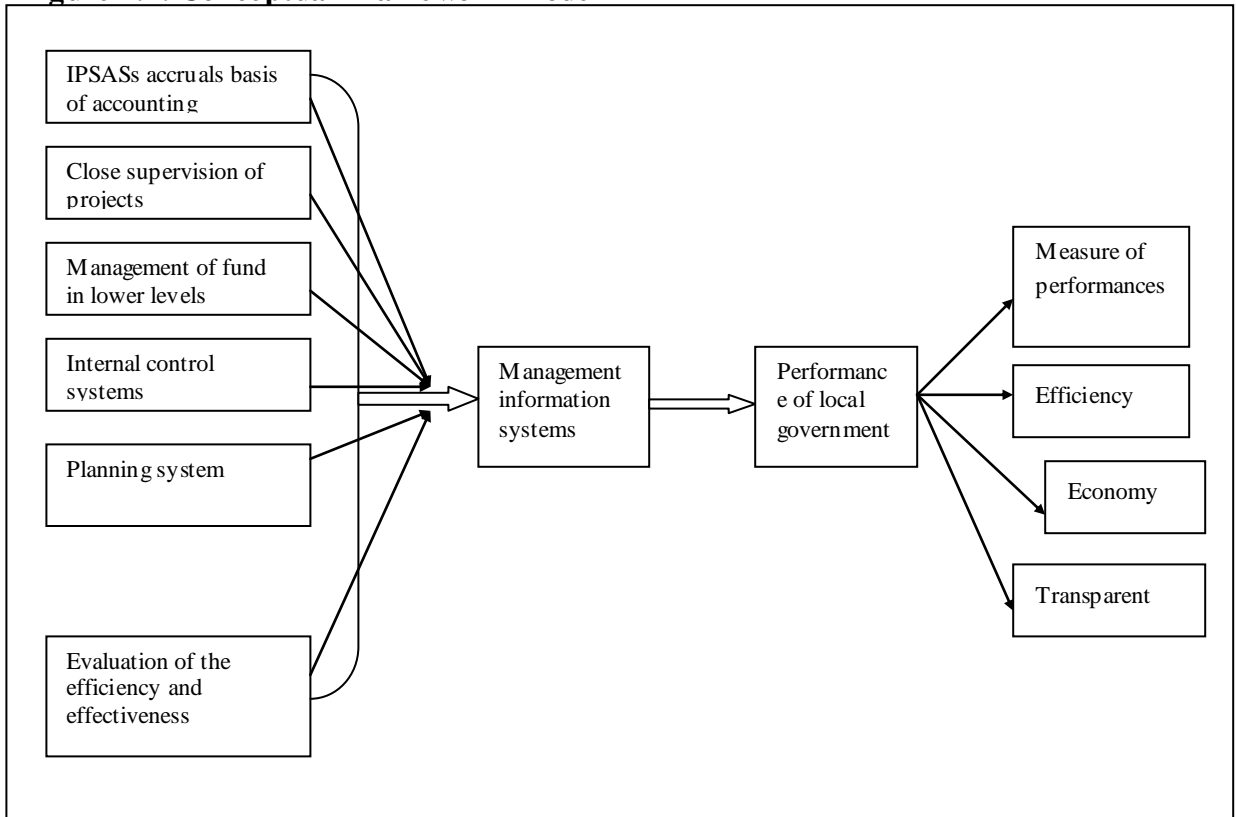 Conceptual
IPSASs accruals basis
of accounting
Close supervision of
projects
Management of fund
in lower levels
Internal control
systems
Planning system
Evaluation of the
efficiency and
effectiveness
Management
information
systems
Performanc
e of local
government
Measure of
performances
Efficiency
Economy
Transparent